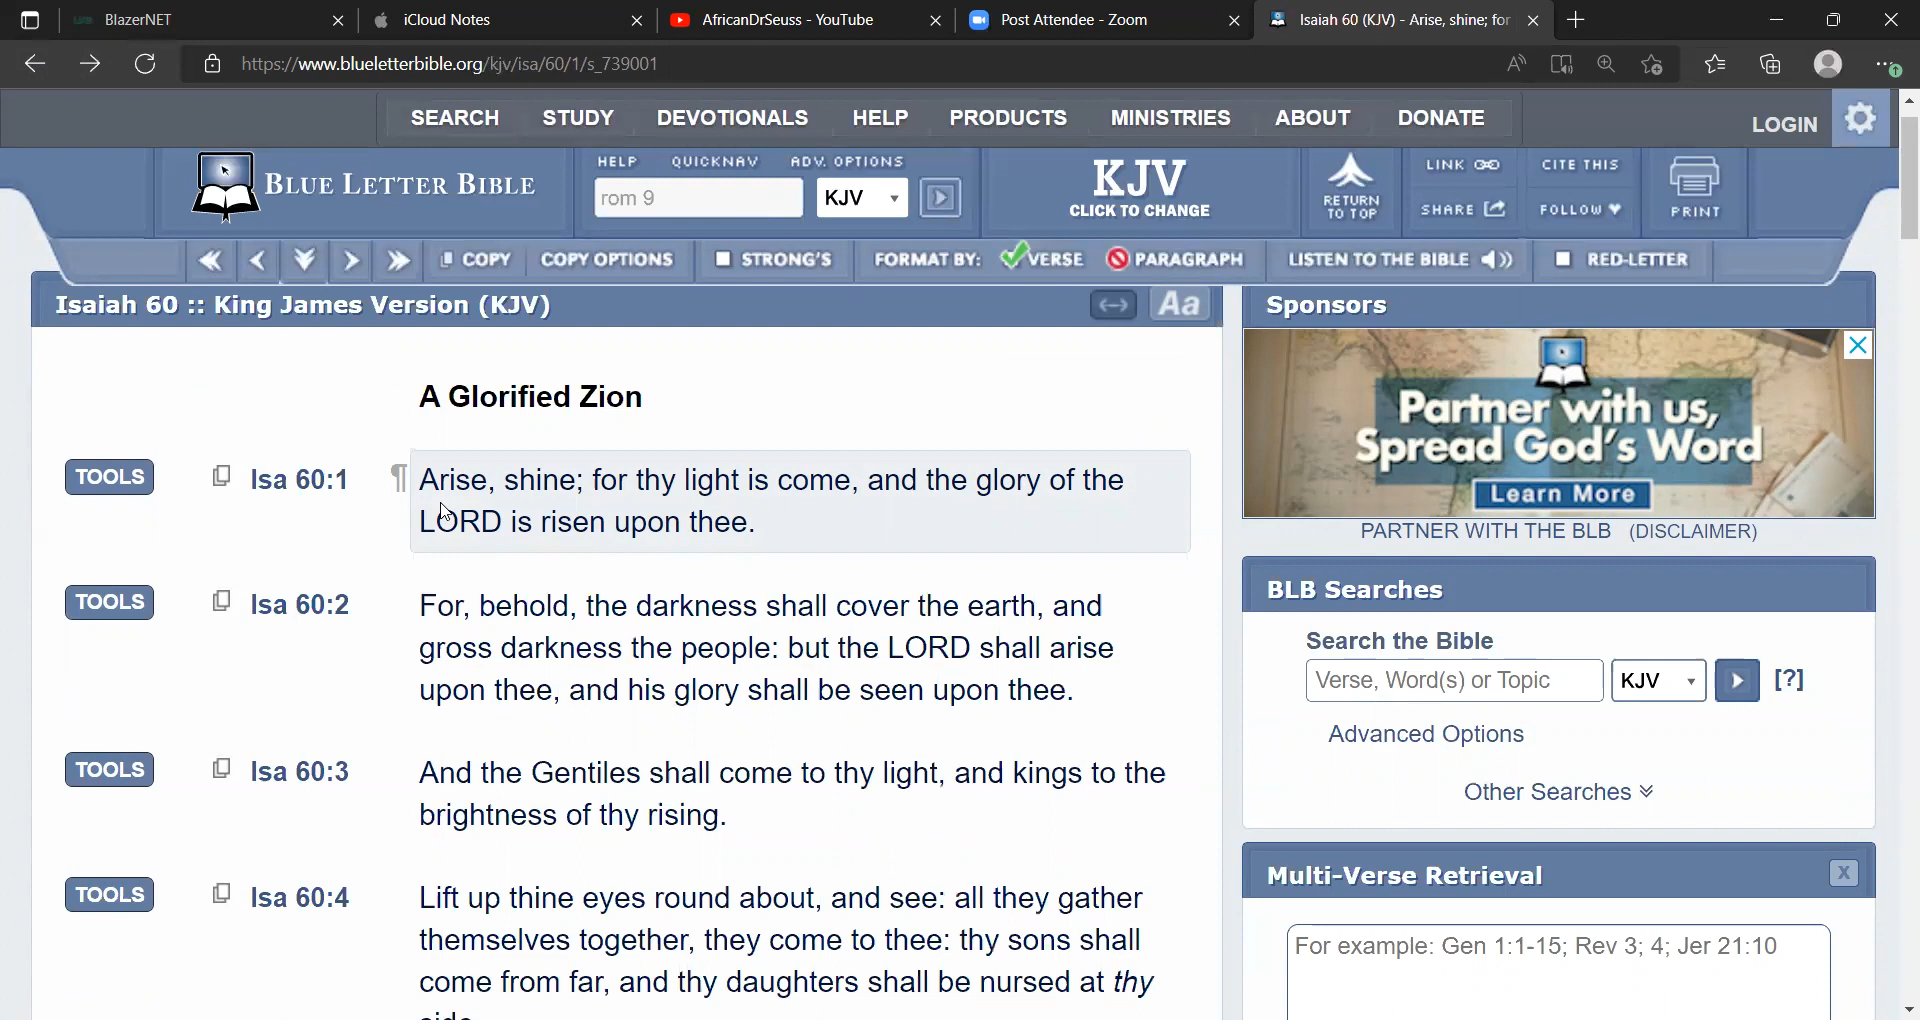 BlazerNET
iCloud Notes
AfricanDrSeuss - YouTube
Post Attendee - Zoom
Isaiah 60 (KJV) - Arise, shine; for
https://www.blueletterbible.org/kjv/isa/60/1/s_739001
SEARCH STUDY DEVOTIONALS HELP PRODUCTS MINISTRIES ABOUT DONATE
LOGIN
BLUE LETTER BIBLE
HELP QUICKNAV ADV. OPTIONS
rom 9 KJV
KJV
CLICK TO CHANGE
RETURN
TO TOP
LINK
SHARE
CITE THIS
FOLLOW
PRINT
COPY COPY OPTIONS STRONG'S FORMAT BY: VERSE PARAGRAPH LISTEN TO THE BIBLE RED-LETTER
Isaiah 60 :: King James Version (KJV)
Aa
A Glorified Zion
TOOLS Isa 60:1 ¶ Arise, shine; for thy light is come, and the glory of the
LORD is risen upon thee.
TOOLS Isa 60:2 For, behold, the darkness shall cover the earth, and
gross darkness the people: but the LORD shall arise
upon thee, and his glory shall be seen upon thee.
TOOLS Isa 60:3 And the Gentiles shall come to thy light, and kings to the
brightness of thy rising.
TOOLS Isa 60:4 Lift up thine eyes round about, and see: all they gather
themselves together, they come to thee: thy sons shall
come from far, and thy daughters shall be nursed at thy
Sponsors
Partner with us,
Spread God's Word
Learn More
PARTNER WITH THE BLB (DISCLAIMER)
BLB Searches
Search the Bible
Verse, Word(s) or Topic KJV [?]
Advanced Options
Other Searches
Multi-Verse Retrieval X
For example: Gen 1:1-15; Rev 3; 4; Jer 21:10